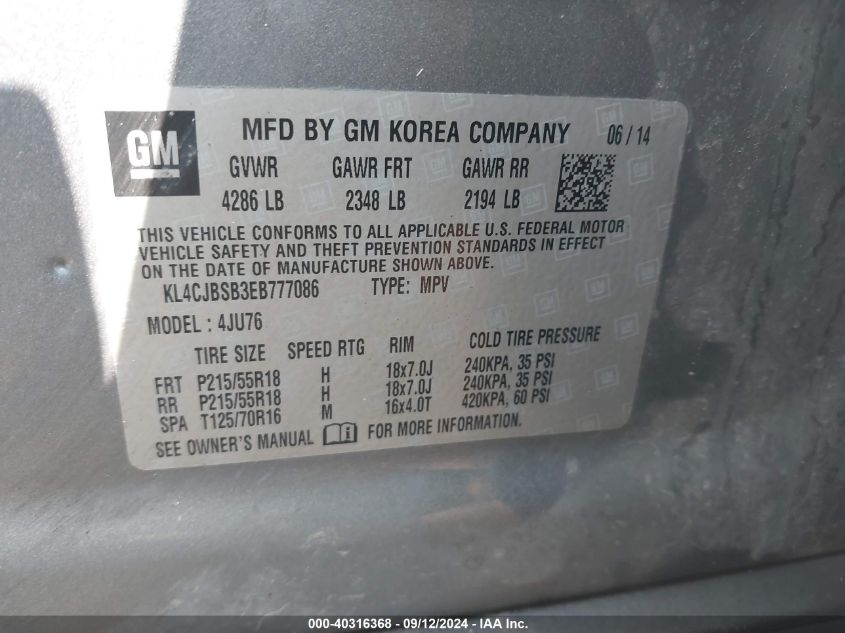 GM MFD BY GM KOREA COMPANY 06 / 14
GVWR GAWR FRT GAWR RR
4286 LB 2348 LB 2194 LB
THIS VEHICLE CONFORMS TO ALL APPLICABLE U.S. FEDERAL MOTOR
VEHICLE SAFETY AND THEFT PREVENTION STANDARDS IN EFFECT
ON THE DATE OF MANUFACTURE SHOWN ABOVE.
KL4CJBSB3EB777086 TYPE: MPV
MODEL : 4JU76
TIRE SIZE SPEED RTG RIM COLD TIRE PRESSURE
FRT P215/55R18 H 18x7.0J 240KPA, 35 PSI
RR P215/55R18 H 18x7.0J 240KPA, 35 PSI
SPA T125/70R16 M 16x4.0T 420KPA, 60 PSI
SEE OWNER'S MANUAL FOR MORE INFORMATION.
000-40316368 - 09/12/2024 - IAA Inc.